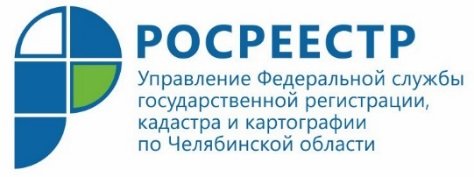 РОСРЕЕСТР
Управление Федеральной службы
государственной регистрации,
кадастра и картографии
по Челябинской области